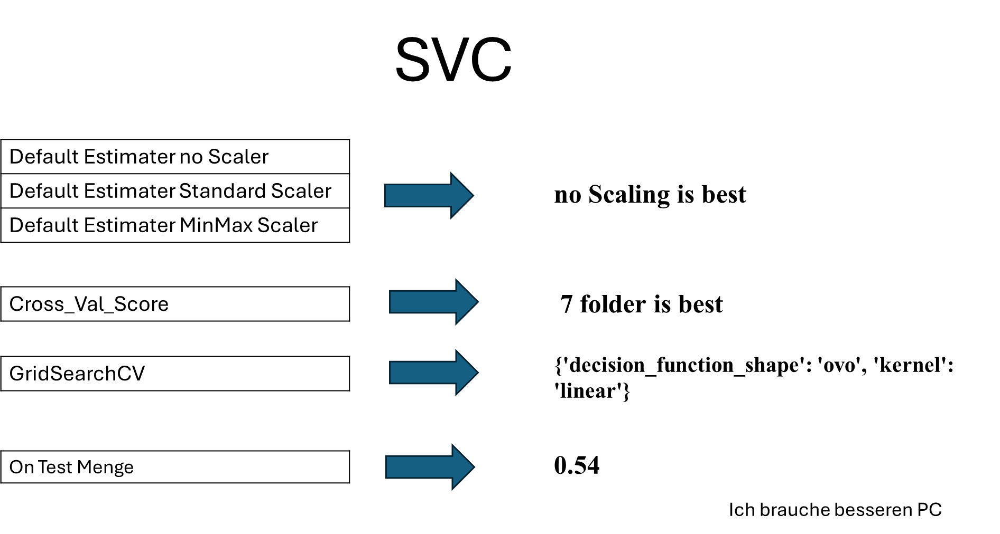 SVC
Default Estimater no Scaler
Default Estimater Standard Scaler
Default Estimater MinMax Scaler
no Scaling is best
Cross_Val_Score
7 folder is best
GridSearchCV
{'decision_function_shape': 'ovo', 'kernel':
'linear'}
On Test Menge
0.54
Ich brauche besseren PC